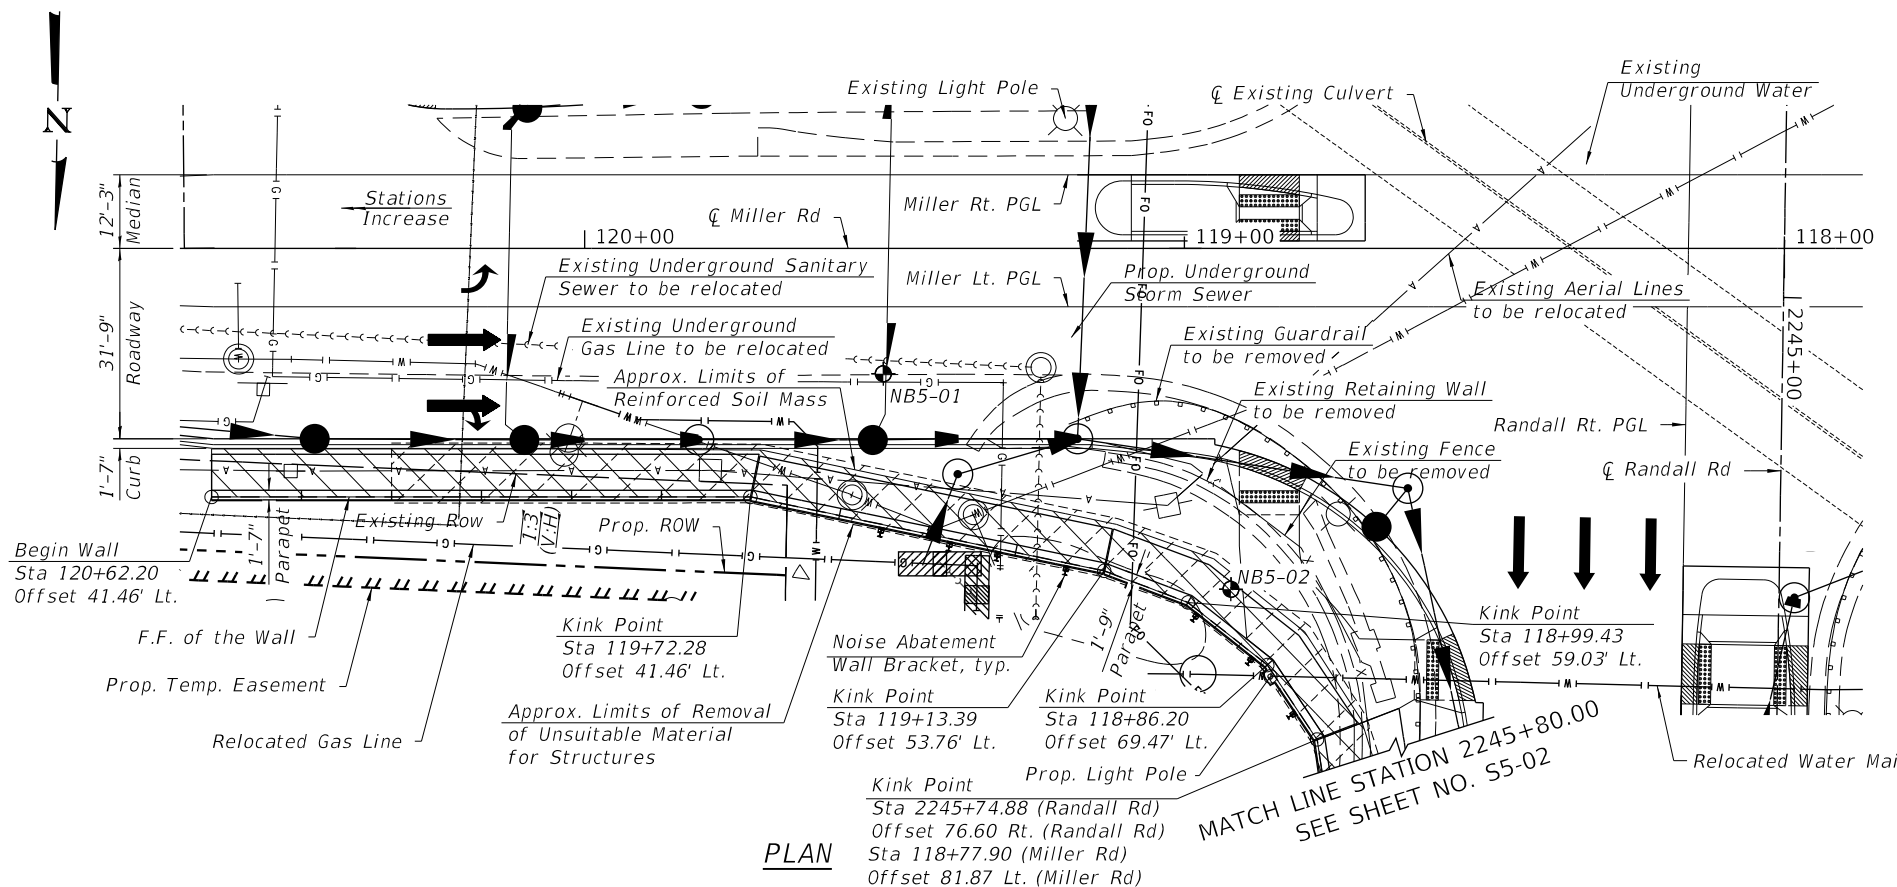 Existing
Underground Water
Existing Light Pole
℄ Existing Culvert
N
FO
12'-3"
Median
Stations
Increase
℄ Miller Rd
Miller Rt. PGL
FO
120+00
119+00
118+00
31'-9"
Roadway
Existing Underground Sanitary
Sewer to be relocated
Miller Lt. PGL
Prop. Underground
Storm Sewer
Existing Aerial Lines
to be relocated
2245+00
Existing Underground
Gas Line to be relocated
Existing Guardrail
to be removed
FO
Approx. Limits of
Reinforced Soil Mass
NB5-01
Existing Retaining Wall
to be removed
Randall Rt. PGL
Existing Fence
to be removed
℄ Randall Rd
1'-7"
Curb
FO
Existing Row
1:3
(V:H)
Prop. ROW
1'-7"
Parapet
Begin Wall
Sta 120+62.20
Offset 41.46' Lt.
FO
NB5-02
F.F. of the Wall
Kink Point
Sta 119+72.28
Offset 41.46' Lt.
Noise Abatement
Wall Bracket, typ.
1'-9"
Parapet
Kink Point
Sta 118+99.43
Offset 59.03' Lt.
Prop. Temp. Easement
Kink Point
Sta 119+13.39
Offset 53.76' Lt.
Kink Point
Sta 118+86.20
Offset 69.47' Lt.
Relocated Gas Line
Approx. Limits of Removal
of Unsuitable Material
for Structures
Prop. Light Pole
Relocated Water Mai
Kink Point
Sta 2245+74.88 (Randall Rd)
Offset 76.60 Rt. (Randall Rd)
Sta 118+77.90 (Miller Rd)
Offset 81.87 Lt. (Miller Rd)
MATCH LINE STATION 2245+80.00
SEE SHEET NO. S5-02
PLAN